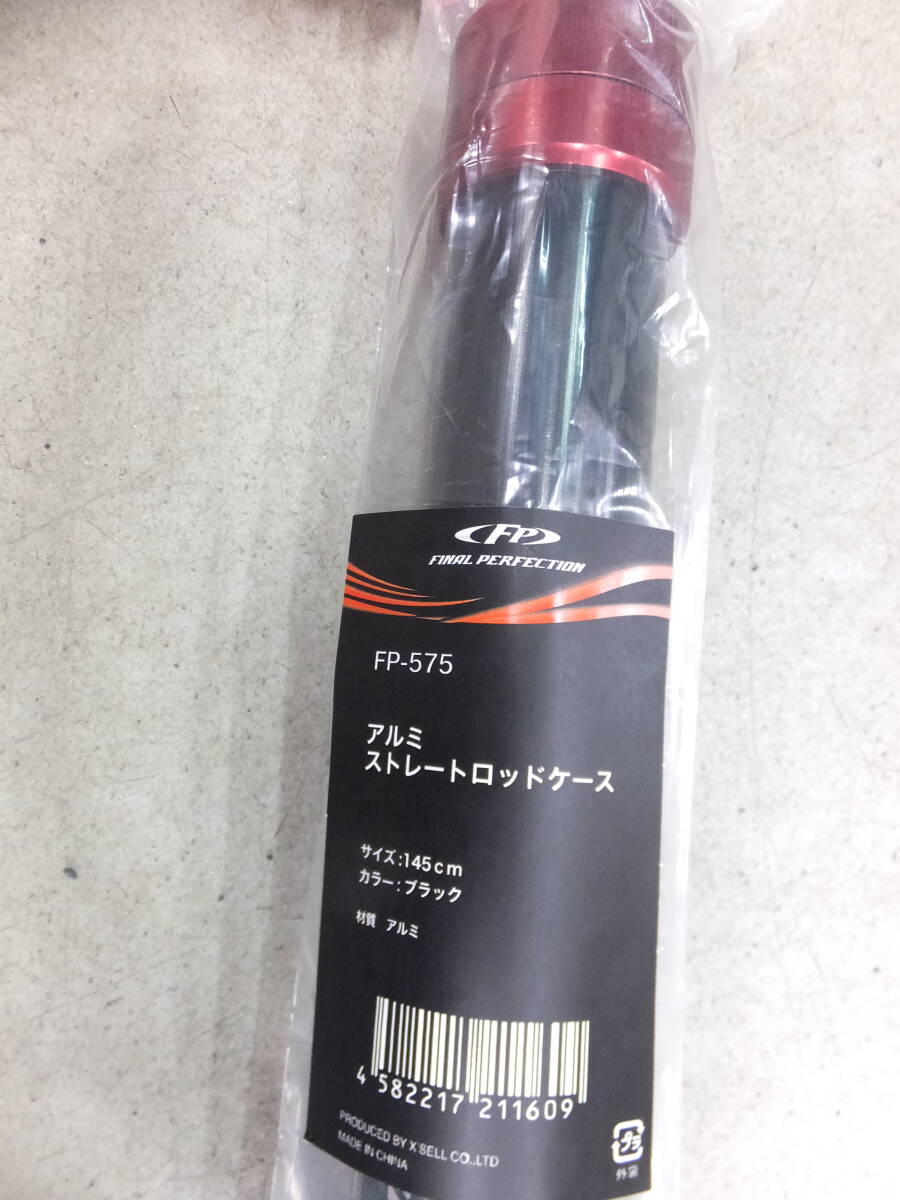 FP
FINAL PERFECTION
FP-575
アルミ
ストレートロッドケース
サイズ:145cm
カラー:ブラック
材質 アルミ
4 582217 211609
PRODUCED BY X'SELL CO.,LTD
MADE IN CHINA
プラ
外袋